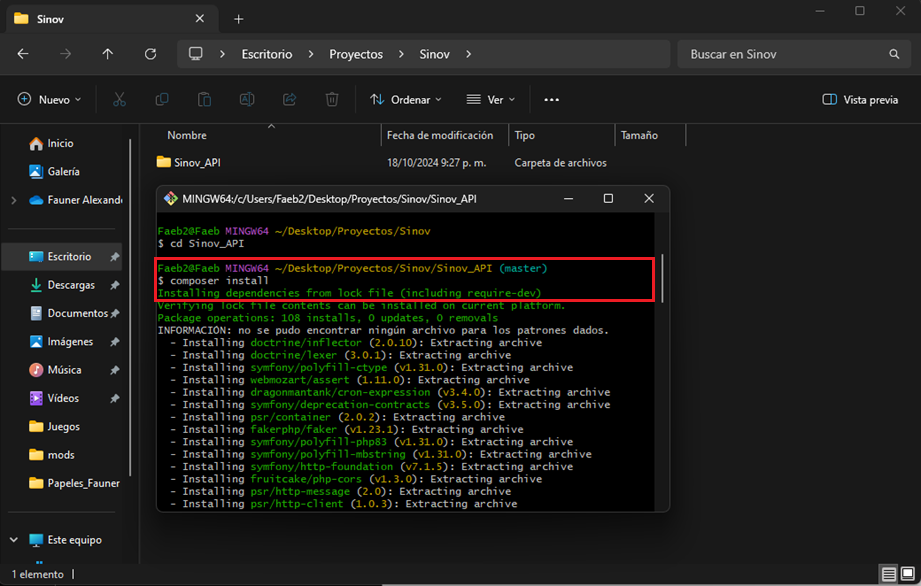 Sinov
Escritorio
Proyectos
Sinov
Buscar en Sinov
Nuevo
Ordenar
Ver
Vista previa
Nombre
Fecha de modificación
Tipo
Tamaño
Sinov_API
18/10/2024 9:27 p. m.
Carpeta de archivos
Inicio
Galería
Fauner Alexand
Escritorio
Descargas
Documentos
Imágenes
Música
Vídeos
Juegos
mods
Papeles_Fauner
Este equipo
1 elemento
MINGW64:/c/Users/Faeb2/Desktop/Proyectos/Sinov/Sinov_API
Faeb2@Faeb MINGW64 ~/Desktop/Proyectos/Sinov
$ cd Sinov_API
Faeb2@Faeb MINGW64 ~/Desktop/Proyectos/Sinov/Sinov_API (master)
$ composer install
Installing dependencies from lock file (including require-dev)
Verifying lock file contents can be installed on current platform.
Package operations: 108 installs, 0 updates, 0 removals
INFORMACIÓN: no se pudo encontrar ningún archivo para los patrones dados.
- Installing doctrine/inflector (2.0.10): Extracting archive
- Installing doctrine/lexer (3.0.1): Extracting archive
- Installing symfony/polyfill-ctype (v1.31.0): Extracting archive
- Installing webmozart/assert (1.11.0): Extracting archive
- Installing dragonmantank/cron-expression (v3.4.0): Extracting archive
- Installing symfony/deprecation-contracts (v3.5.0): Extracting archive
- Installing psr/container (2.0.2): Extracting archive
- Installing fakerphp/faker (v1.23.1): Extracting archive
- Installing symfony/polyfill-php83 (v1.31.0): Extracting archive
- Installing symfony/polyfill-mbstring (v1.31.0): Extracting archive
- Installing symfony/http-foundation (v7.1.5): Extracting archive
- Installing fruitcake/php-cors (v1.3.0): Extracting archive
- Installing psr/http-message (2.0): Extracting archive
- Installing psr/http-client (1.0.3): Extracting archive